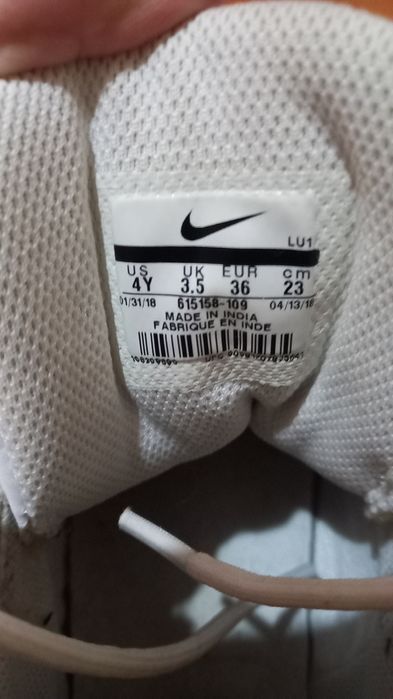 LU1
US UK EUR cm
4Y 3.5 36 23
01/31/18 615158-109 04/13/18
MADE IN INDIA
FABRIQUE EN INDE